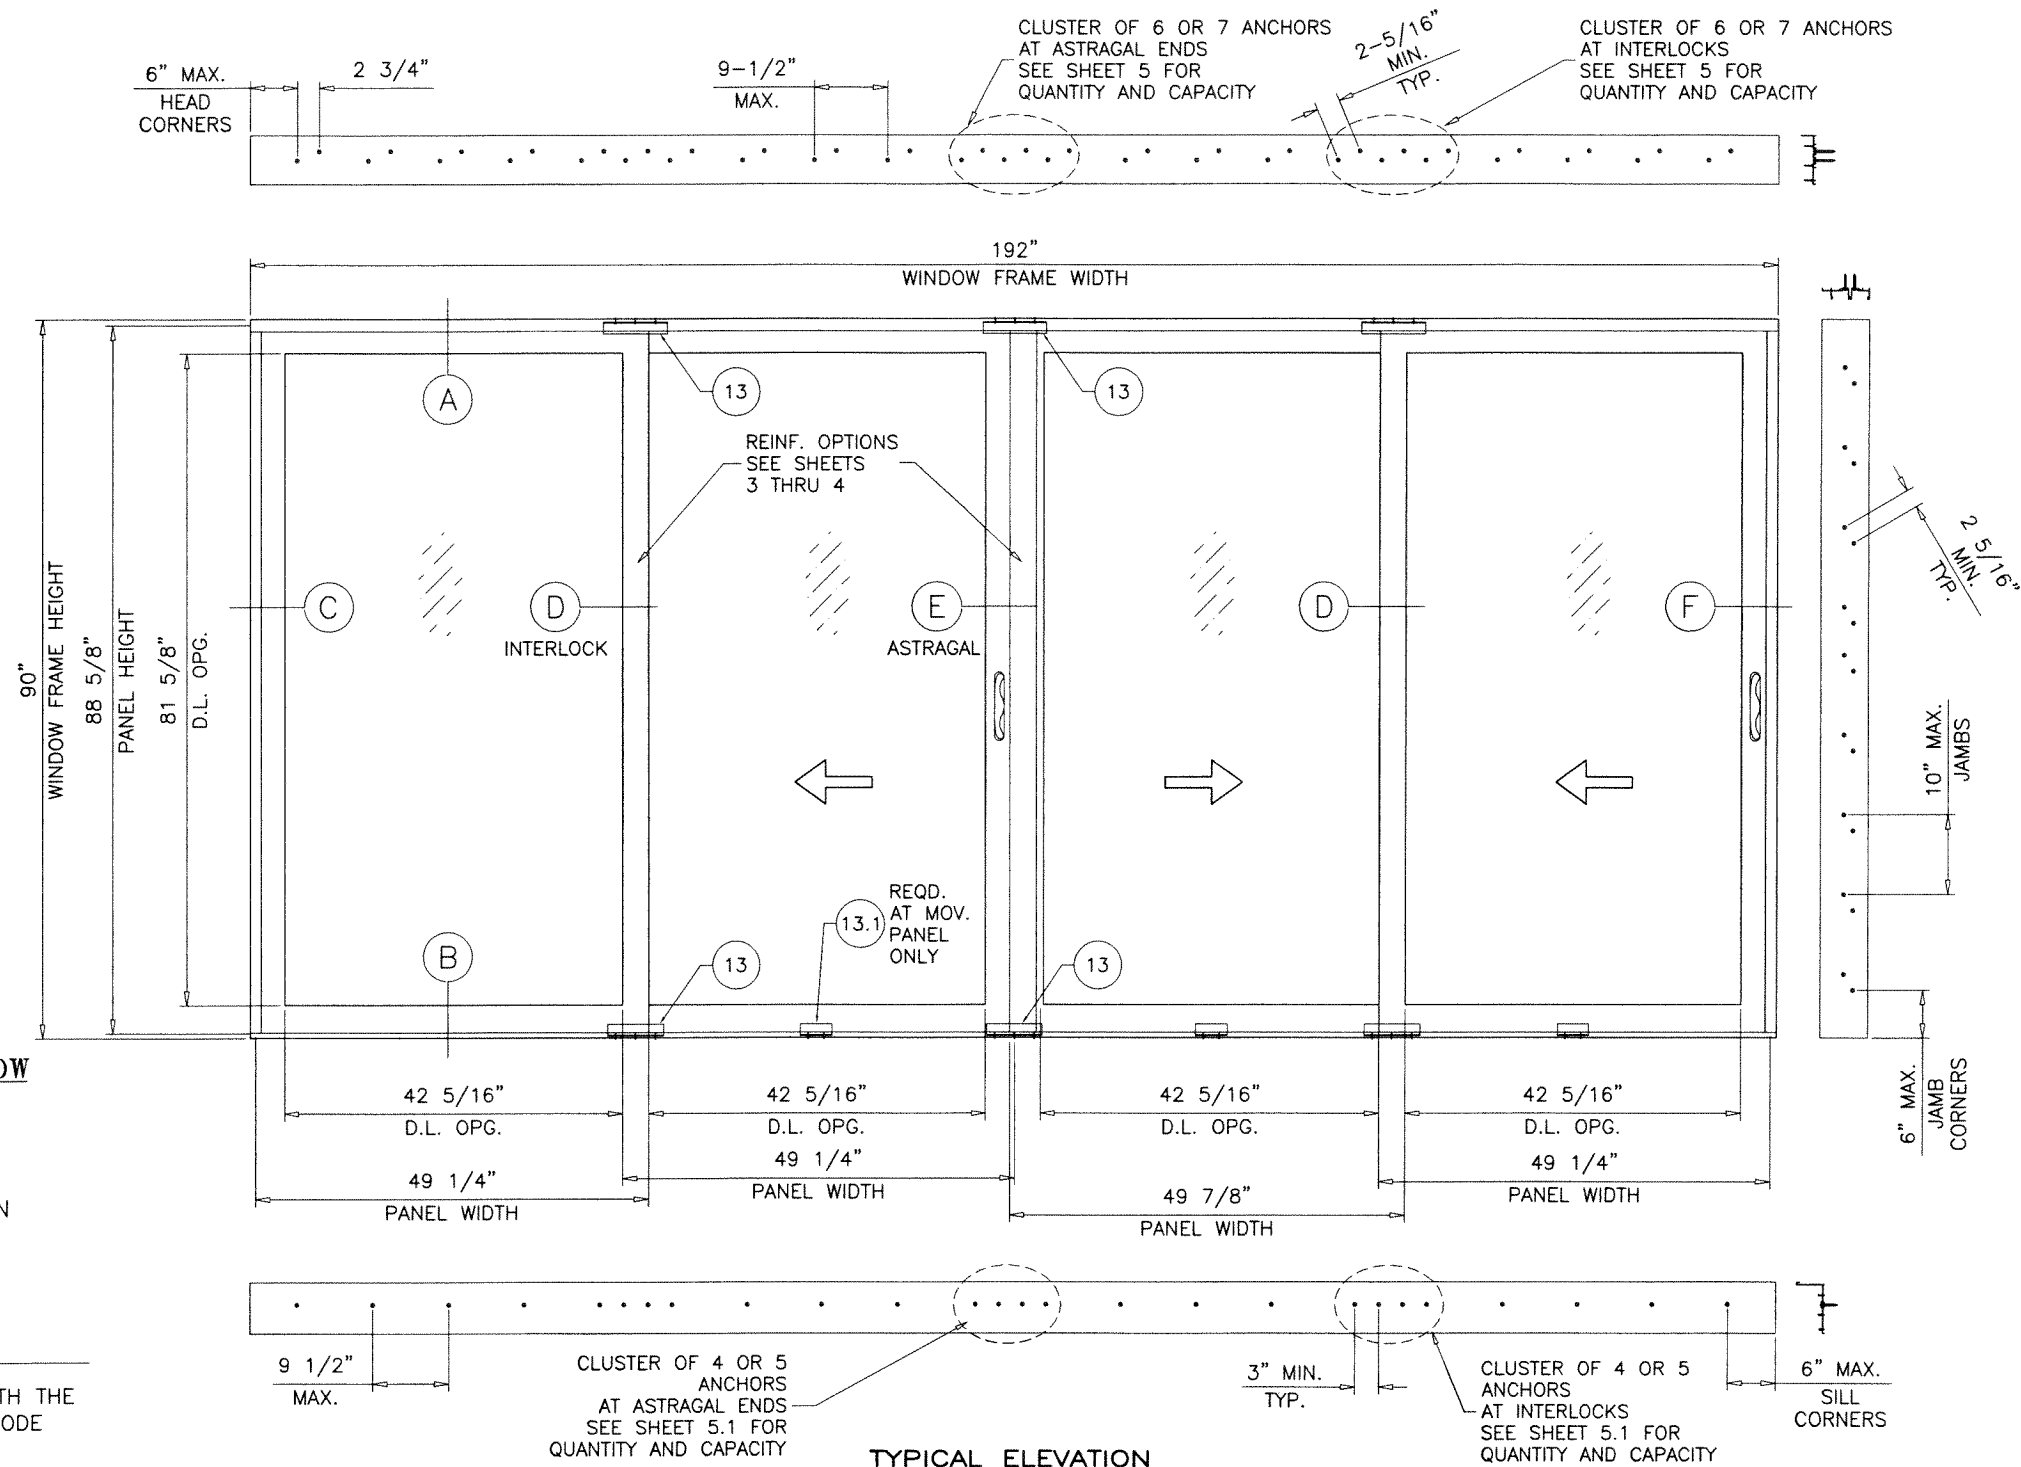 CLUSTER OF 6 OR 7 ANCHORS
AT ASTRAGAL ENDS
SEE SHEET 5 FOR
QUANTITY AND CAPACITY
2-5/16"
MIN.
TYP.
CLUSTER OF 6 OR 7 ANCHORS
AT INTERLOCKS
SEE SHEET 5 FOR
QUANTITY AND CAPACITY
6" MAX.
HEAD
CORNERS
2 3/4"
9-1/2"
MAX.
192"
WINDOW FRAME WIDTH
90"
WINDOW FRAME HEIGHT
88 5/8"
PANEL HEIGHT
81 5/8"
D.L. OPG.
A
13
13
REINF. OPTIONS
SEE SHEETS
3 THRU 4
C
D
INTERLOCK
E
ASTRAGAL
D
F
2 5/16"
MIN.
TYP.
10" MAX.
JAMBS
B
13
13.1
REQD.
AT MOV.
PANEL
ONLY
13
6" MAX.
JAMB
CORNERS
OW
42 5/16"
D.L. OPG.
42 5/16"
D.L. OPG.
42 5/16"
D.L. OPG.
42 5/16"
D.L. OPG.
49 1/4"
PANEL WIDTH
49 1/4"
PANEL WIDTH
49 7/8"
PANEL WIDTH
49 1/4"
PANEL WIDTH
N
9 1/2"
MAX.
CLUSTER OF 4 OR 5
ANCHORS
AT ASTRAGAL ENDS
SEE SHEET 5.1 FOR
QUANTITY AND CAPACITY
3" MIN.
TYP.
CLUSTER OF 4 OR 5
ANCHORS
AT INTERLOCKS
SEE SHEET 5.1 FOR
QUANTITY AND CAPACITY
6" MAX.
SILL
CORNERS
TH THE
ODE
TYPICAL ELEVATION